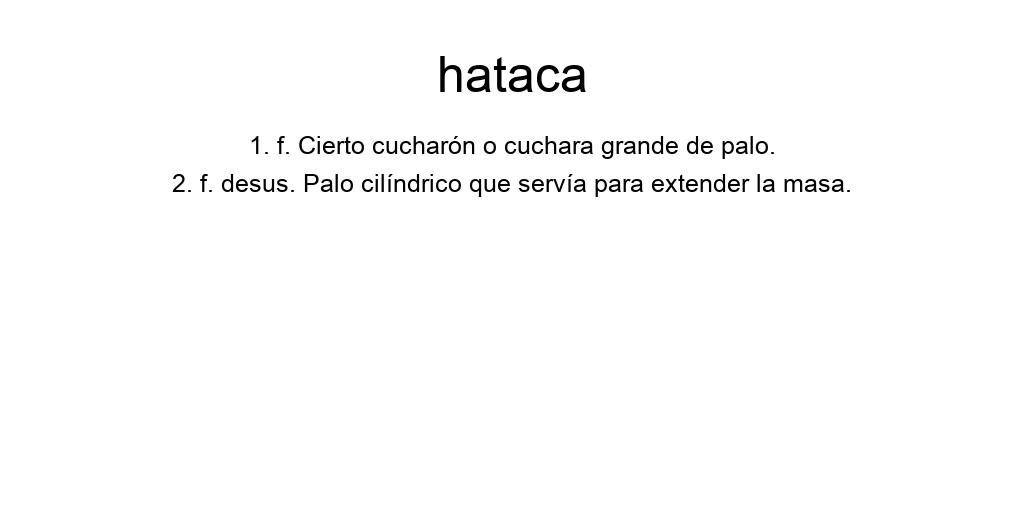 hataca
1. f. Cierto cucharón o cuchara grande de palo.
2. f. desus. Palo cilíndrico que servía para extender la masa.